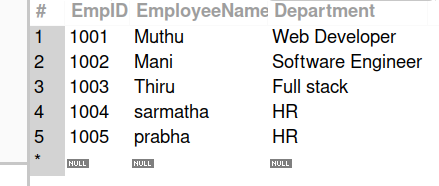 # EmpID EmployeeName Department
1 1001 Muthu Web Developer
2 1002 Mani Software Engineer
3 1003 Thiru Full stack
4 1004 sarmatha HR
5 1005 prabha HR
* NULL NULL NULL